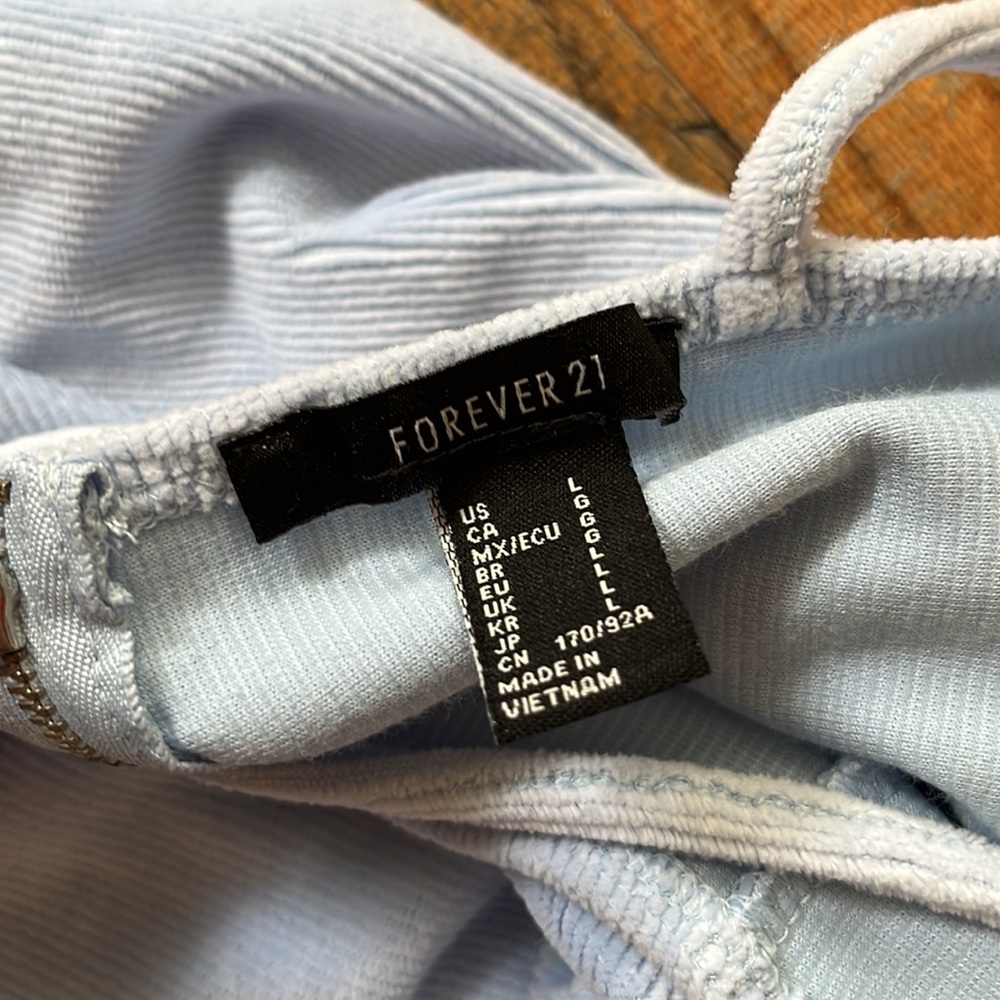 FOREVER 21
US L
CA G
MX/ECU G
BR G
EU L
UK L
KR L
JP L
CN 170/92A
MADE IN
VIETNAM